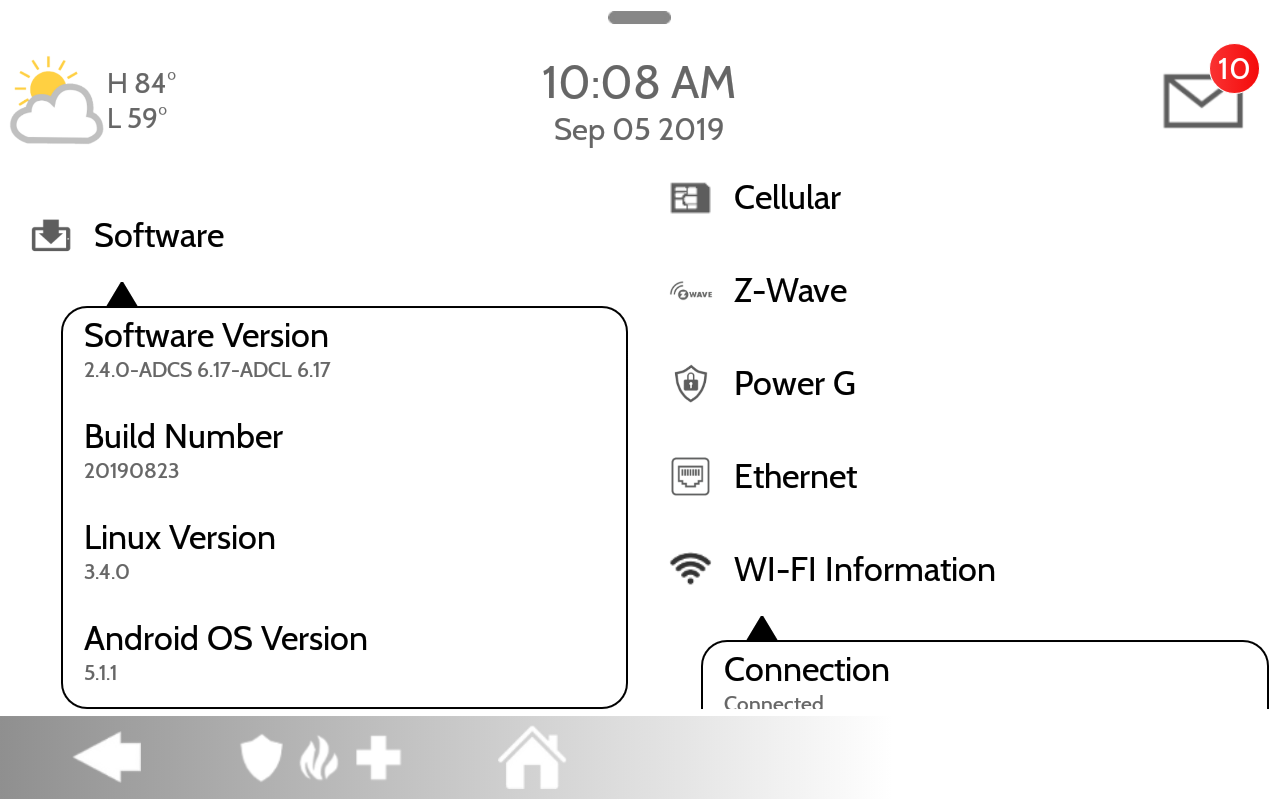 H 84°
L 59°
10:08 AM
Sep 05 2019
10
Software
Software Version
2.4.0-ADCS 6.17-ADCL 6.17
Build Number
20190823
Linux Version
3.4.0
Android OS Version
5.1.1
Cellular
Z WAVE
Z-Wave
Power G
Ethernet
WI-FI Information
Connection
Connected